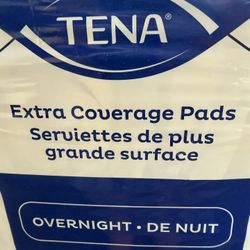 TENA®
Extra Coverage Pads
Serviettes de plus
grande surface
OVERNIGHT • DE NUIT